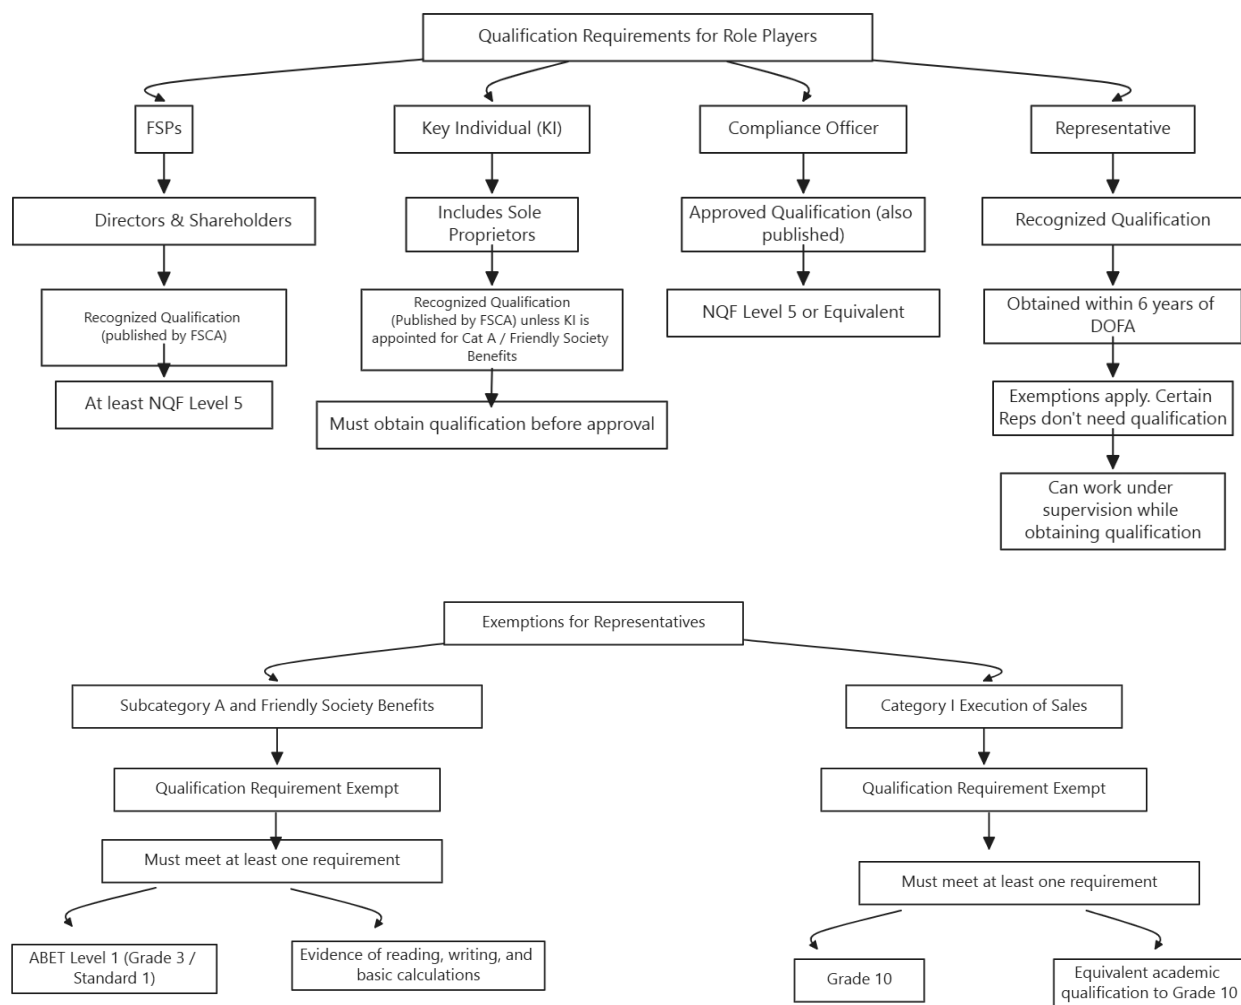 Qualification Requirements for Role Players
FSPs
Key Individual (KI)
Compliance Officer
Representative
Directors & Shareholders
Includes Sole
Proprietors
Approved Qualification (also
published)
Recognized Qualification
Recognized Qualification
(published by FSCA)
Recognized Qualification
(Published by FSCA) unless KI is
appointed for Cat A / Friendly Society
Benefits
NQF Level 5 or Equivalent
Obtained within 6 years of
DOFA
At least NQF Level 5
Must obtain qualification before approval
Exemptions apply. Certain
Reps don't need qualification
Can work under
supervision while
obtaining qualification
Exemptions for Representatives
Subcategory A and Friendly Society Benefits
Category I Execution of Sales
Qualification Requirement Exempt
Qualification Requirement Exempt
Must meet at least one requirement
Must meet at least one requirement
ABET Level 1 (Grade 3 /
Standard 1)
Evidence of reading, writing, and
basic calculations
Grade 10
Equivalent academic
qualification to Grade 10